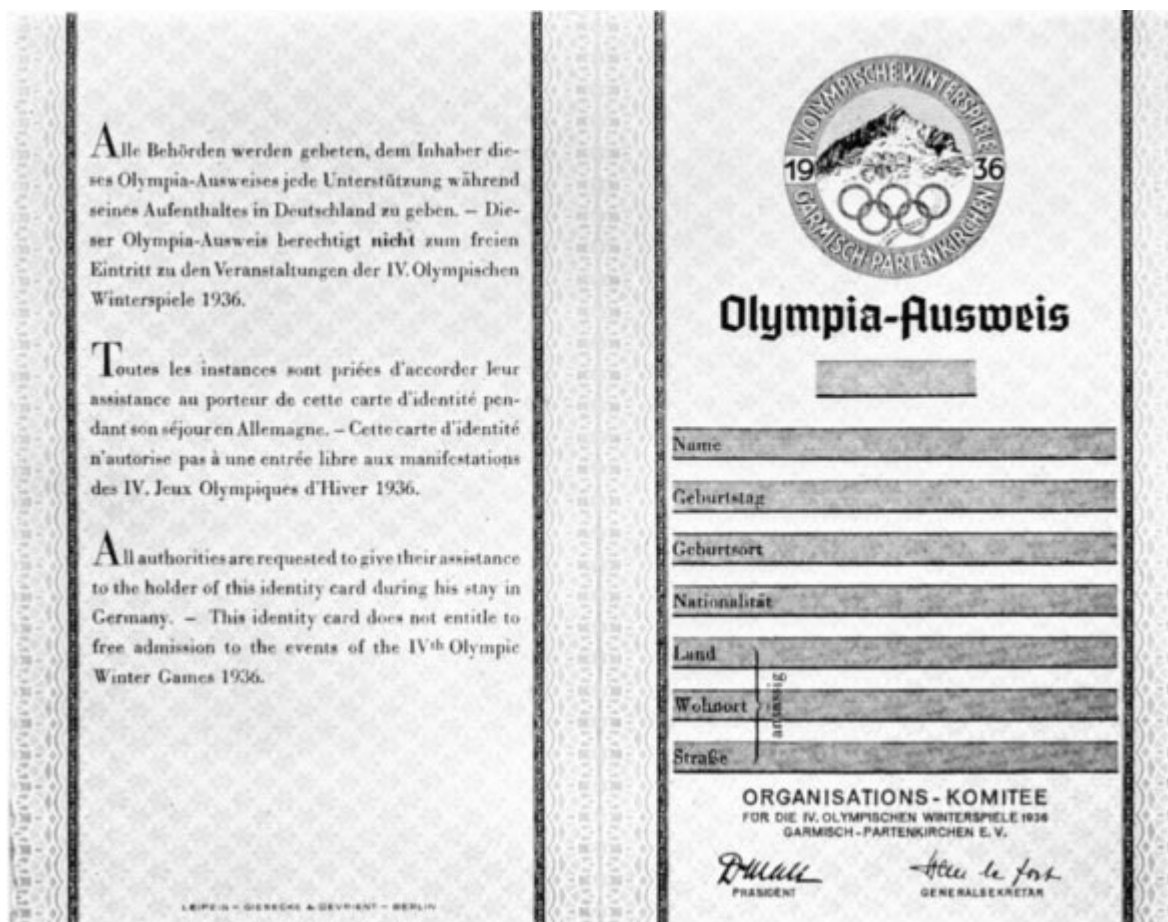 Alle Behörden werden gebeten, dem Inhaber die-
ses Olympia-Ausweises jede Unterstützung während
seines Aufenthaltes in Deutschland zu geben. – Die-
ser Olympia-Ausweis berechtigt nicht zum freien
Eintritt zu den Veranstaltungen der IV. Olympischen
Winterspiele 1936.
Toutes les instances sont priées d'accorder leur
assistance au porteur de cette carte d'identité pen-
dant son séjour en Allemagne. – Cette carte d'identité
n'autorise pas à une entrée libre aux manifestations
des IV. Jeux Olympiques d'Hiver 1936.
All authorities are requested to give their assistance
to the holder of this identity card during his stay in
Germany. – This identity card does not entitle to
free admission to the events of the IVth Olympic
Winter Games 1936.
LEIPZIG – GIESECKE & DEVRIENT – BERLIN
IV. OLYMPISCHE WINTERSPIELE
19 36
GARMISCH-PARTENKIRCHEN
Olympia-Ausweis
Name
Geburtstag
Geburtsort
Nationalität
Land
Wohnort
ansässig
Straße
ORGANISATIONS-KOMITEE
FÜR DIE IV. OLYMPISCHEN WINTERSPIELE 1936
GARMISCH-PARTENKIRCHEN E. V.
PRÄSIDENT
GENERALSEKRETÄR